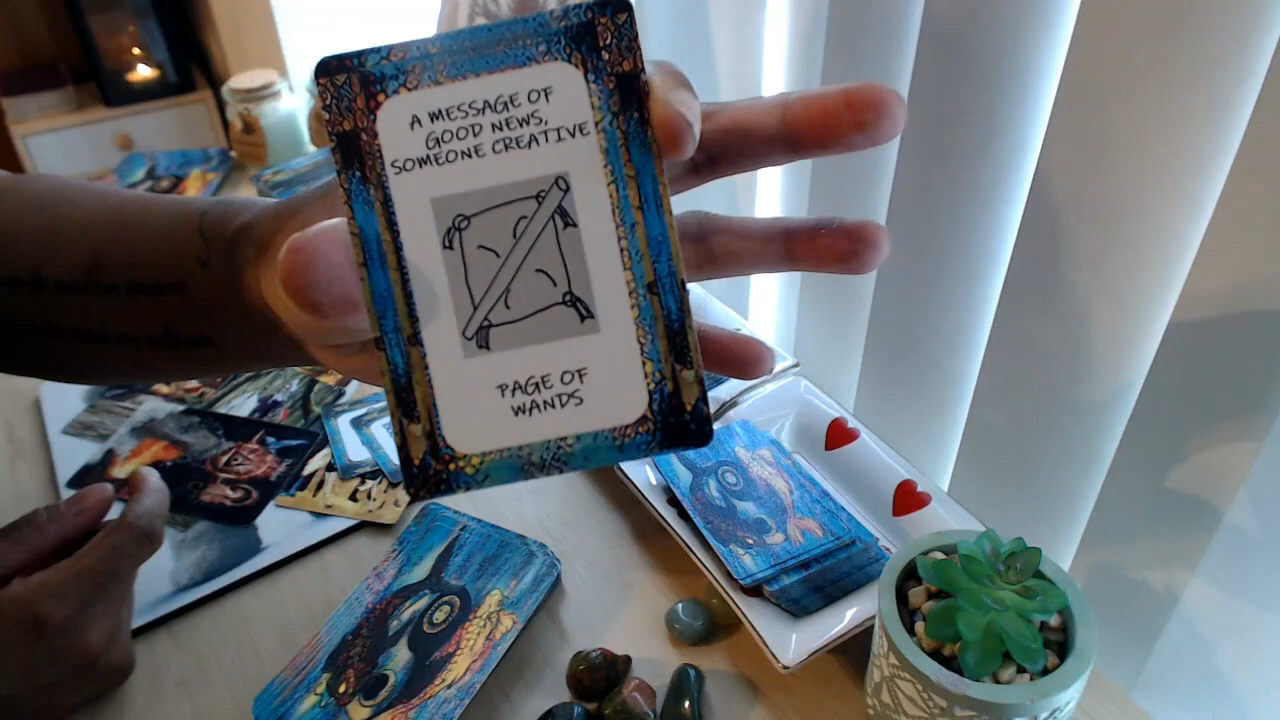 A MESSAGE OF
GOOD NEWS,
SOMEONE CREATIVE
PAGE OF
WANDS